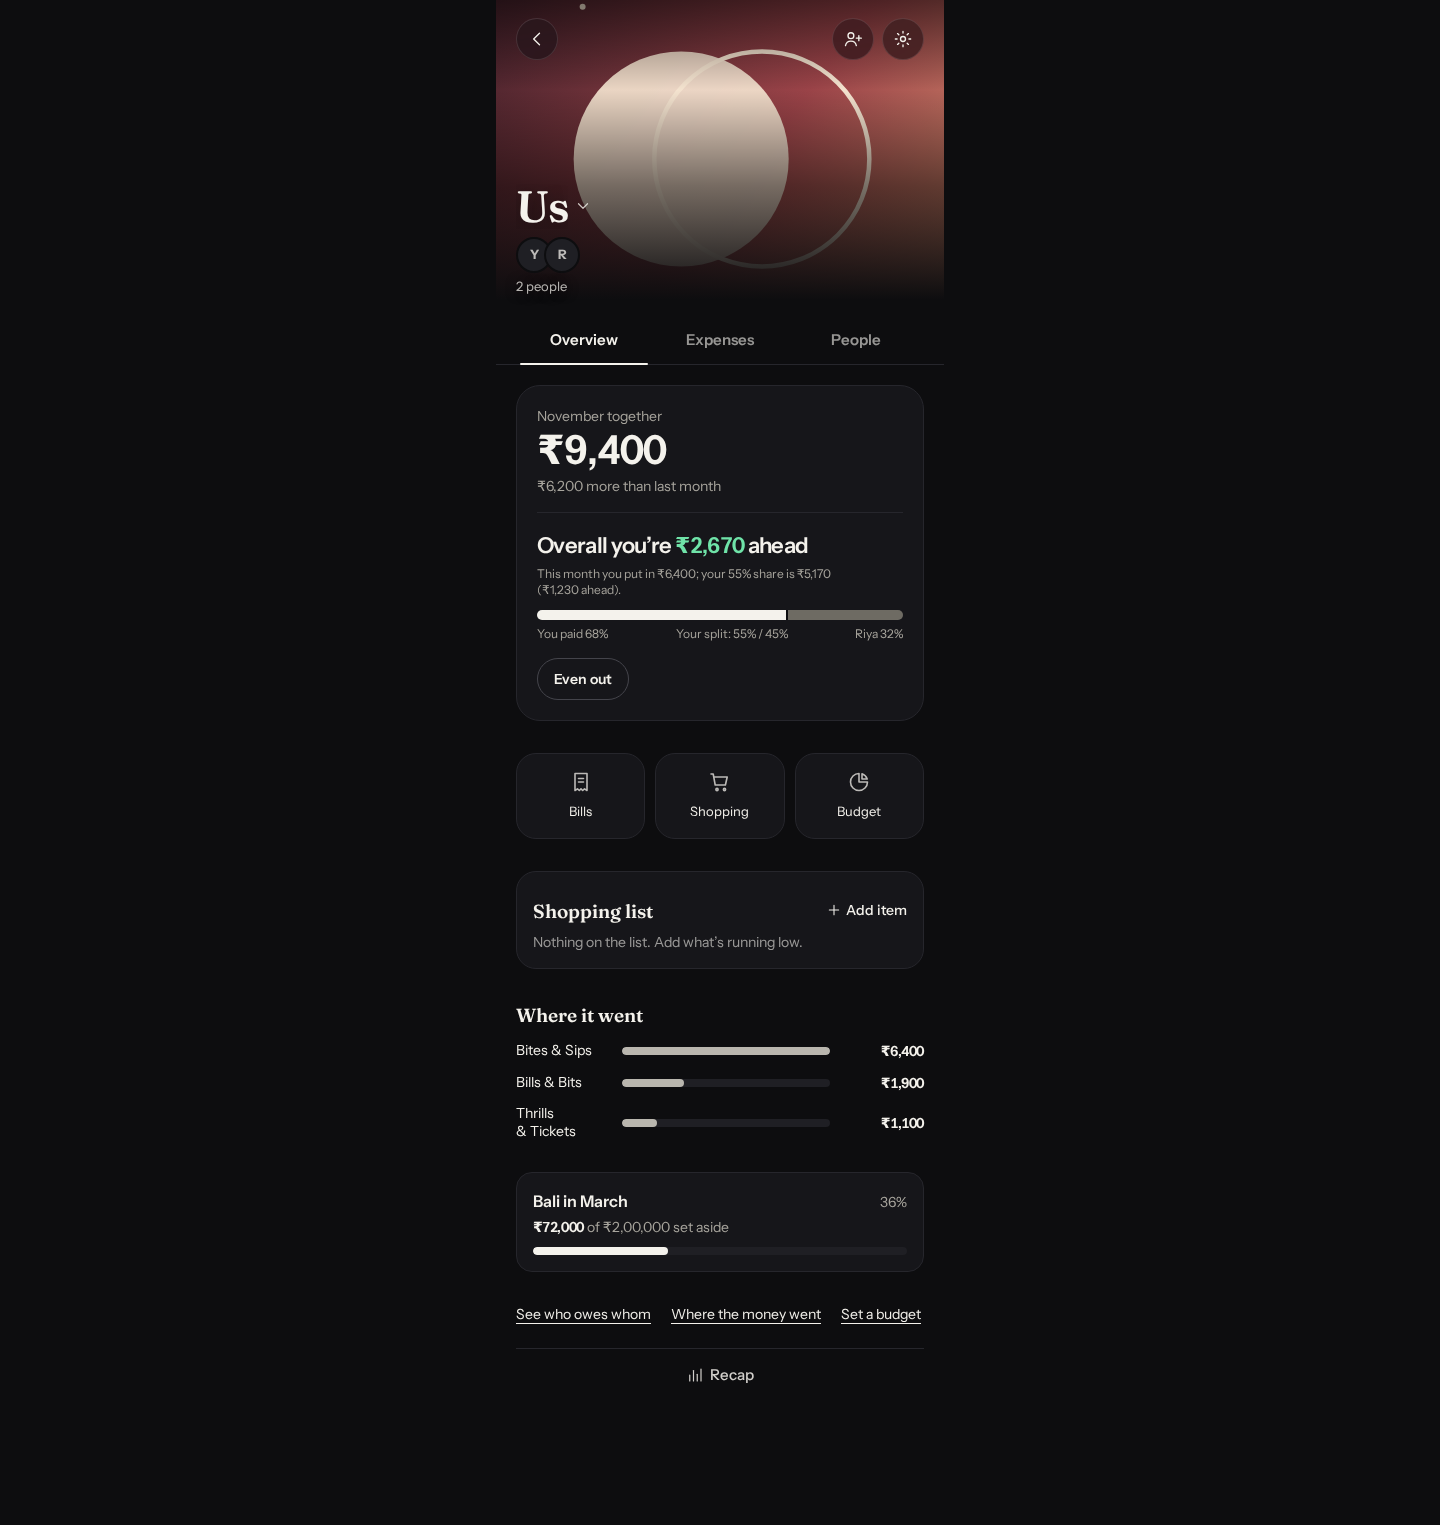 Us
Y R
2 people
Overview Expenses People
November together
₹9,400
₹6,200 more than last month
Overall you’re ₹2,670 ahead
This month you put in ₹6,400; your 55% share is ₹5,170
(₹1,230 ahead).
You paid 68% Your split: 55% / 45% Riya 32%
Even out
Bills Shopping Budget
Shopping list + Add item
Nothing on the list. Add what’s running low.
Where it went
Bites & Sips ₹6,400
Bills & Bits ₹1,900
Thrills
& Tickets ₹1,100
Bali in March 36%
₹72,000 of ₹2,00,000 set aside
See who owes whom Where the money went Set a budget
Recap